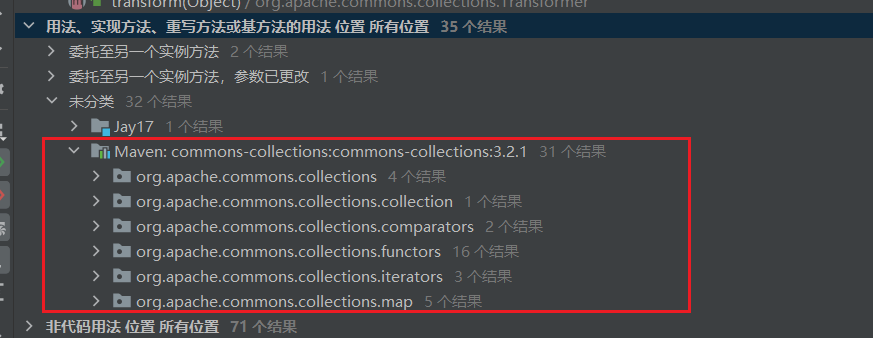 transform(Object) / org.apache.commons.collections.Transformer
用法、实现方法、重写方法或基方法的用法 位置 所有位置 35 个结果
委托至另一个实例方法 2 个结果
委托至另一个实例方法，参数已更改 1 个结果
未分类 32 个结果
Jay17 1 个结果
Maven: commons-collections:commons-collections:3.2.1 31 个结果
org.apache.commons.collections 4 个结果
org.apache.commons.collections.collection 1 个结果
org.apache.commons.collections.comparators 2 个结果
org.apache.commons.collections.functors 16 个结果
org.apache.commons.collections.iterators 3 个结果
org.apache.commons.collections.map 5 个结果
非代码用法 位置 所有位置 71 个结果